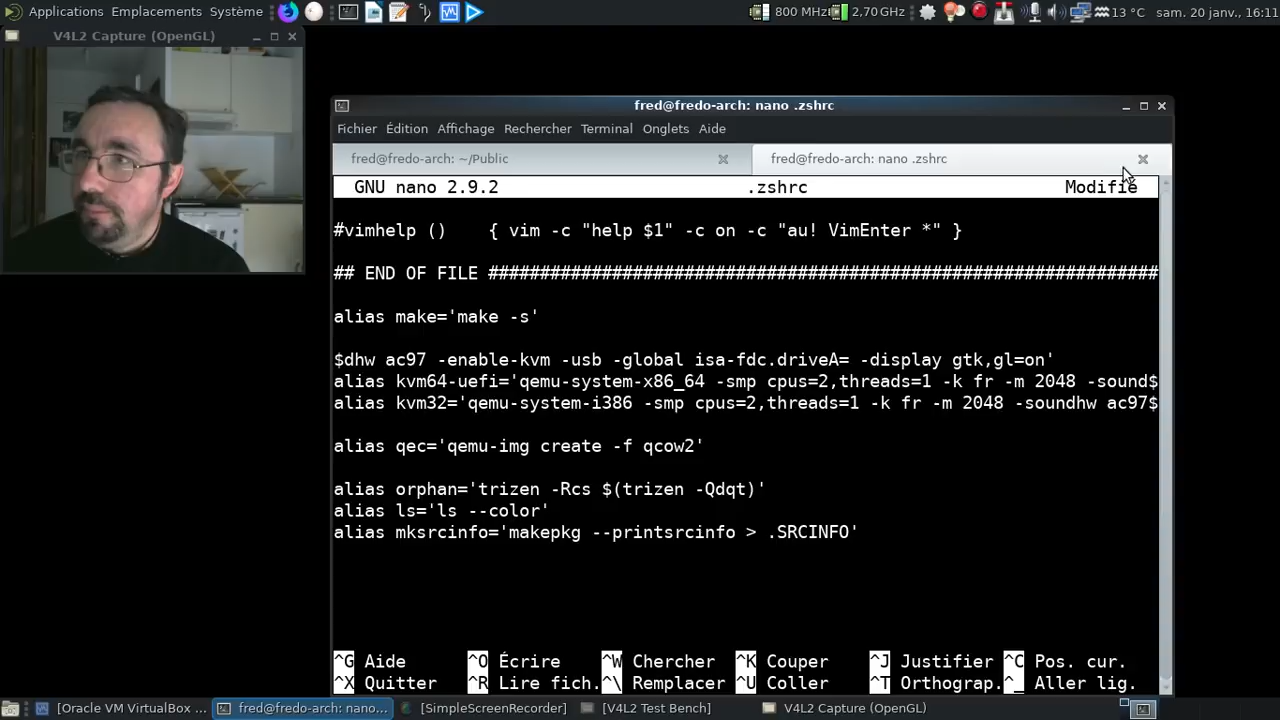 Applications Emplacements Système 800 MHz 2,70 GHz 13 °C sam. 20 janv., 16:11
V4L2 Capture (OpenGL)
fred@fredo-arch: nano .zshrc
Fichier Édition Affichage Rechercher Terminal Onglets Aide
fred@fredo-arch: ~/Public fred@fredo-arch: nano .zshrc
GNU nano 2.9.2 .zshrc Modifié
#vimhelp () { vim -c "help $1" -c on -c "au! VimEnter *" }
## END OF FILE #################################################################
alias make='make -s'
$dhw ac97 -enable-kvm -usb -global isa-fdc.driveA= -display gtk,gl=on'
alias kvm64-uefi='qemu-system-x86_64 -smp cpus=2,threads=1 -k fr -m 2048 -sound$
alias kvm32='qemu-system-i386 -smp cpus=2,threads=1 -k fr -m 2048 -soundhw ac97$
alias qec='qemu-img create -f qcow2'
alias orphan='trizen -Rcs $(trizen -Qdqt)'
alias ls='ls --color'
alias mksrcinfo='makepkg --printsrcinfo > .SRCINFO'
^G Aide ^O Écrire ^W Chercher ^K Couper ^J Justifier ^C Pos. cur.
^X Quitter ^R Lire fich. ^\ Remplacer ^U Coller ^T Orthograp. ^_ Aller lig.
[Oracle VM VirtualBox ... fred@fredo-arch: nano... [SimpleScreenRecorder] [V4L2 Test Bench] V4L2 Capture (OpenGL)